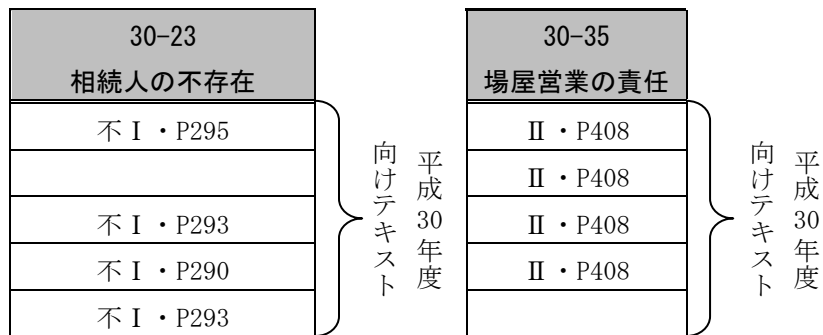 30-23
相続人の不存在
不Ⅰ・P295
不Ⅰ・P293
不Ⅰ・P290
不Ⅰ・P293
平成30年度
向けテキスト
30-35
場屋営業の責任
Ⅱ・P408
Ⅱ・P408
Ⅱ・P408
Ⅱ・P408
平成30年度
向けテキスト